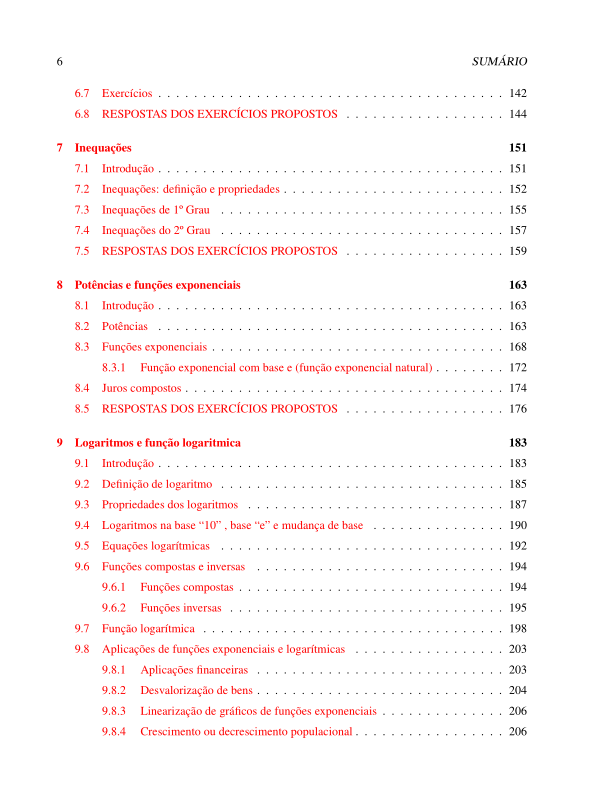 6 SUMÁRIO
6.7 Exercícios . . . . . . . . . . . . . . . . . . . . . . . . . . . . . . . . . . . . . . . 142
6.8 RESPOSTAS DOS EXERCÍCIOS PROPOSTOS . . . . . . . . . . . . . . . . . . 144
7 Inequações 151
7.1 Introdução . . . . . . . . . . . . . . . . . . . . . . . . . . . . . . . . . . . . . . . 151
7.2 Inequações: definição e propriedades . . . . . . . . . . . . . . . . . . . . . . . . . 152
7.3 Inequações de 1º Grau . . . . . . . . . . . . . . . . . . . . . . . . . . . . . . . . 155
7.4 Inequações do 2º Grau . . . . . . . . . . . . . . . . . . . . . . . . . . . . . . . . 157
7.5 RESPOSTAS DOS EXERCÍCIOS PROPOSTOS . . . . . . . . . . . . . . . . . . 159
8 Potências e funções exponenciais 163
8.1 Introdução . . . . . . . . . . . . . . . . . . . . . . . . . . . . . . . . . . . . . . . 163
8.2 Potências . . . . . . . . . . . . . . . . . . . . . . . . . . . . . . . . . . . . . . . 163
8.3 Funções exponenciais . . . . . . . . . . . . . . . . . . . . . . . . . . . . . . . . . 168
8.3.1 Função exponencial com base e (função exponencial natural) . . . . . . . . 172
8.4 Juros compostos . . . . . . . . . . . . . . . . . . . . . . . . . . . . . . . . . . . . 174
8.5 RESPOSTAS DOS EXERCÍCIOS PROPOSTOS . . . . . . . . . . . . . . . . . . 176
9 Logaritmos e função logaritmica 183
9.1 Introdução . . . . . . . . . . . . . . . . . . . . . . . . . . . . . . . . . . . . . . . 183
9.2 Definição de logaritmo . . . . . . . . . . . . . . . . . . . . . . . . . . . . . . . . 185
9.3 Propriedades dos logaritmos . . . . . . . . . . . . . . . . . . . . . . . . . . . . . 187
9.4 Logaritmos na base “10” , base “e” e mudança de base . . . . . . . . . . . . . . . 190
9.5 Equações logarítmicas . . . . . . . . . . . . . . . . . . . . . . . . . . . . . . . . 192
9.6 Funções compostas e inversas . . . . . . . . . . . . . . . . . . . . . . . . . . . . 194
9.6.1 Funções compostas . . . . . . . . . . . . . . . . . . . . . . . . . . . . . . 194
9.6.2 Funções inversas . . . . . . . . . . . . . . . . . . . . . . . . . . . . . . . 195
9.7 Função logarítmica . . . . . . . . . . . . . . . . . . . . . . . . . . . . . . . . . . 198
9.8 Aplicações de funções exponenciais e logarítmicas . . . . . . . . . . . . . . . . . 203
9.8.1 Aplicações financeiras . . . . . . . . . . . . . . . . . . . . . . . . . . . . 203
9.8.2 Desvalorização de bens . . . . . . . . . . . . . . . . . . . . . . . . . . . . 204
9.8.3 Linearização de gráficos de funções exponenciais . . . . . . . . . . . . . . 206
9.8.4 Crescimento ou decrescimento populacional . . . . . . . . . . . . . . . . . 206